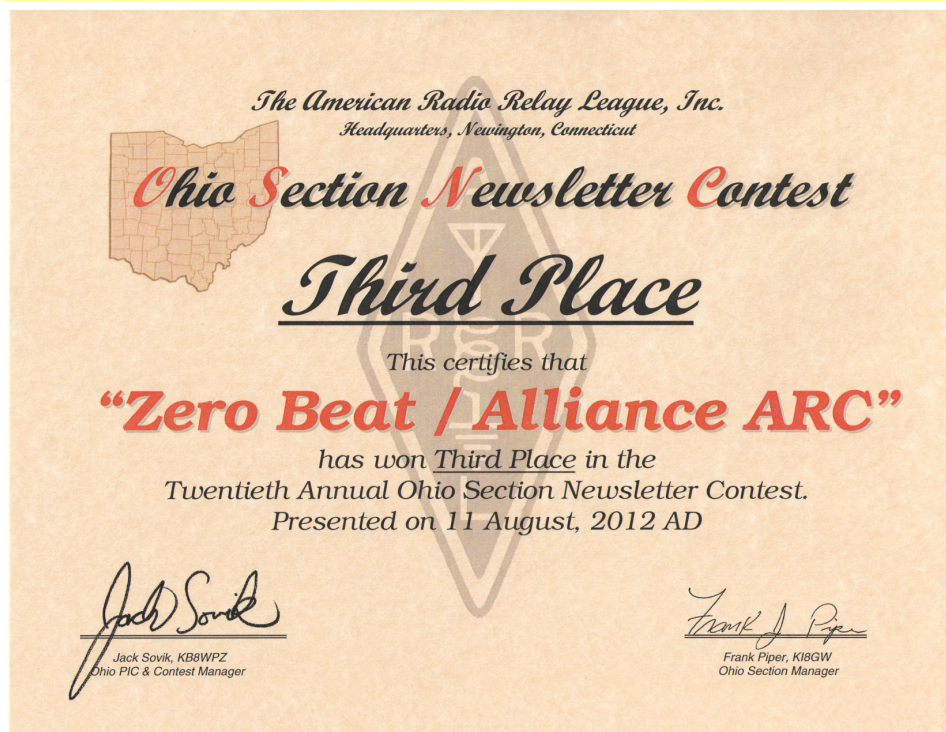 The American Radio Relay League, Inc.
Headquarters, Newington, Connecticut
Ohio Section Newsletter Contest
Third Place
This certifies that
"Zero Beat / Alliance ARC"
has won Third Place in the
Twentieth Annual Ohio Section Newsletter Contest.
Presented on 11 August, 2012 AD
A
R R
L
Jack Sovik
Frank J Piper
Jack Sovik, KB8WPZ
Ohio PIC & Contest Manager
Frank Piper, KI8GW
Ohio Section Manager